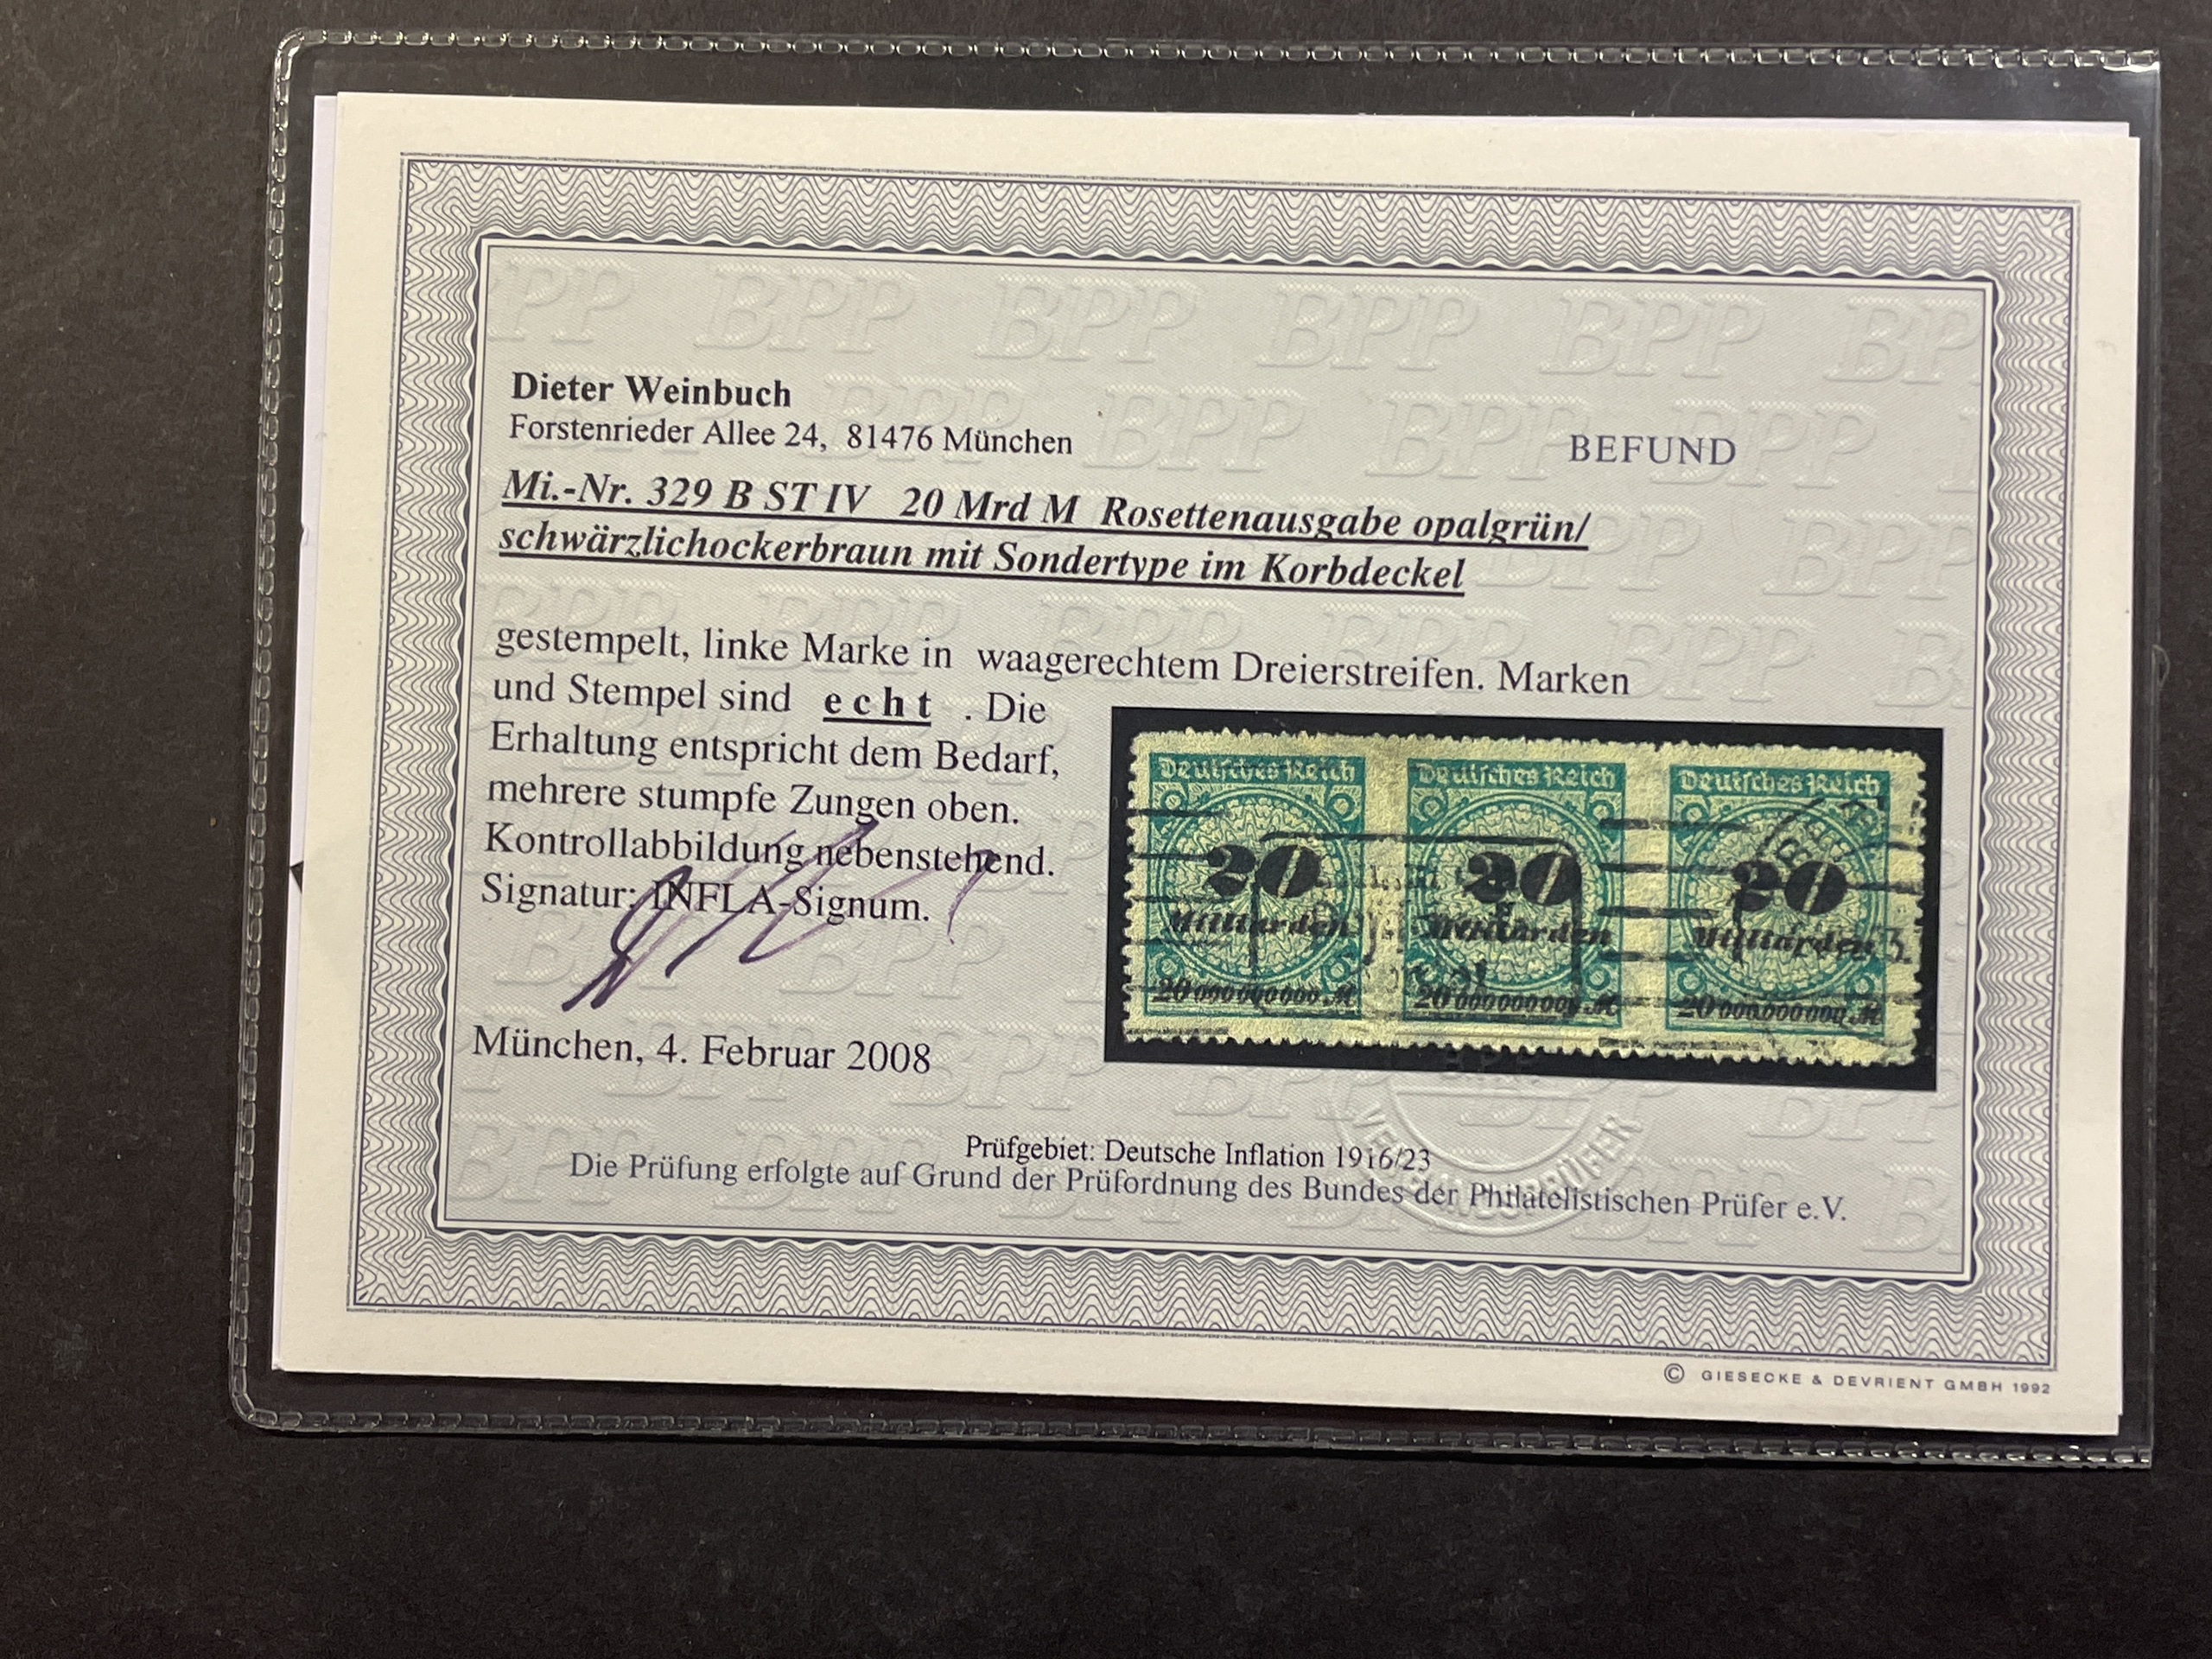 Dieter Weinbuch
Forstenrieder Allee 24, 81476 München
BEFUND
Mi.-Nr. 329 B ST IV 20 Mrd M Rosettenausgabe opalgrün/
schwärzlichockerbraun mit Sondertype im Korbdeckel
gestempelt, linke Marke in waagerechtem Dreierstreifen. Marken
und Stempel sind e c h t . Die
Erhaltung entspricht dem Bedarf,
mehrere stumpfe Zungen oben.
Kontrollabbildung nebenstehend.
Signatur: INFLA-Signum.
München, 4. Februar 2008
Deutsches Reich Deutsches Reich Deutsches Reich
20 20 20
Milliarden Milliarden Milliarden
20 000 000 000 M 20 000 000 000 M 20 000 000 000 M
Prüfgebiet: Deutsche Inflation 1916/23
Die Prüfung erfolgte auf Grund der Prüfordnung des Bundes der Philatelistischen Prüfer e.V.
© GIESECKE & DEVRIENT GMBH 1992